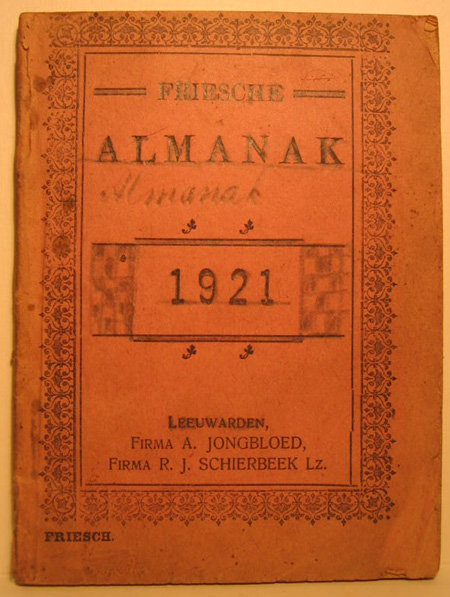 FRIESCHE
ALMANAK
Almanak
1921
LEEUWARDEN,
FIRMA A. JONGBLOED,
FIRMA R. J. SCHIERBEEK Lz.
FRIESCH.